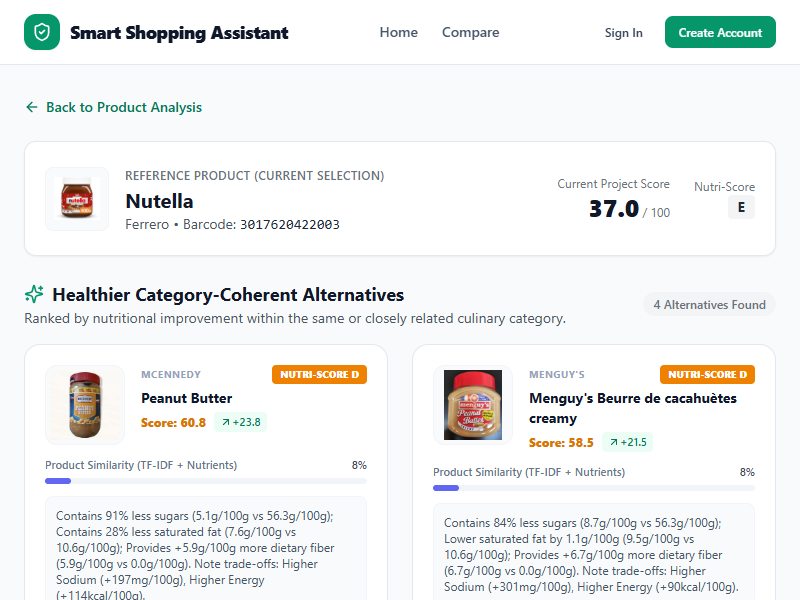 Smart Shopping Assistant
Home
Compare
Sign In
Create Account
Back to Product Analysis
REFERENCE PRODUCT (CURRENT SELECTION)
Nutella
Ferrero • Barcode: 3017620422003
Current Project Score
37.0 / 100
Nutri-Score
E
Healthier Category-Coherent Alternatives
Ranked by nutritional improvement within the same or closely related culinary category.
4 Alternatives Found
MCENNEDY
NUTRI-SCORE D
Peanut Butter
Score: 60.8
+23.8
Product Similarity (TF-IDF + Nutrients)
8%
Contains 91% less sugars (5.1g/100g vs 56.3g/100g);
Contains 28% less saturated fat (7.6g/100g vs
10.6g/100g); Provides +5.9g/100g more dietary fiber
(5.9g/100g vs 0.0g/100g). Note trade-offs: Higher
Sodium (+197mg/100g), Higher Energy
(+114kcal/100g).
MENGUY'S
NUTRI-SCORE D
Menguy's Beurre de cacahuètes
creamy
Score: 58.5
+21.5
Product Similarity (TF-IDF + Nutrients)
8%
Contains 84% less sugars (8.7g/100g vs 56.3g/100g);
Lower saturated fat by 1.1g/100g (9.5g/100g vs
10.6g/100g); Provides +6.7g/100g more dietary fiber
(6.7g/100g vs 0.0g/100g). Note trade-offs: Higher
Sodium (+301mg/100g), Higher Energy (+90kcal/100g).